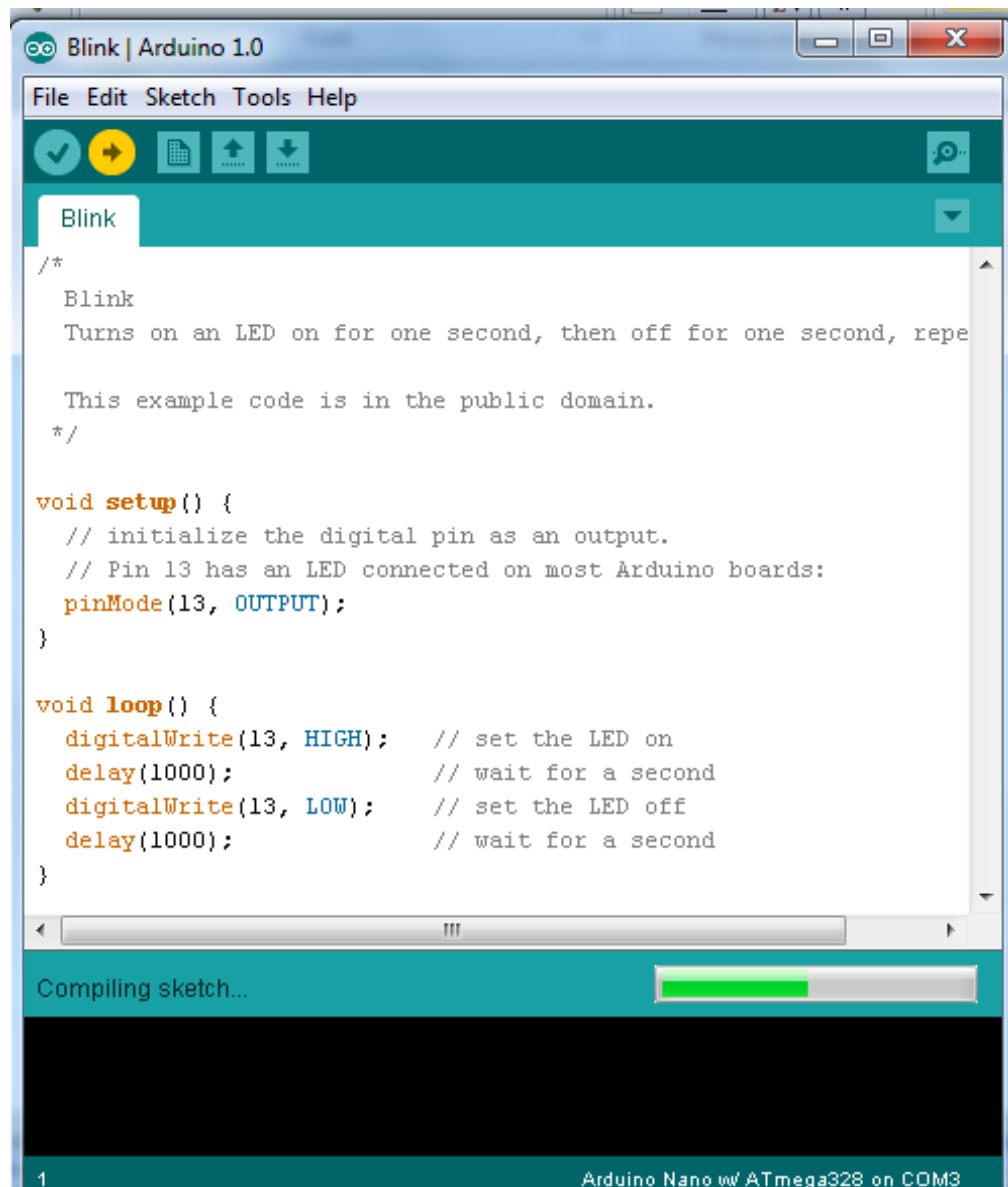 Blink | Arduino 1.0
File Edit Sketch Tools Help
Blink
/*
  Blink
  Turns on an LED on for one second, then off for one second, repe

  This example code is in the public domain.
 */

void setup() {
  // initialize the digital pin as an output.
  // Pin 13 has an LED connected on most Arduino boards:
  pinMode(13, OUTPUT);
}

void loop() {
  digitalWrite(13, HIGH);   // set the LED on
  delay(1000);              // wait for a second
  digitalWrite(13, LOW);    // set the LED off
  delay(1000);              // wait for a second
}
Compiling sketch...
1 Arduino Nano w/ ATmega328 on COM3